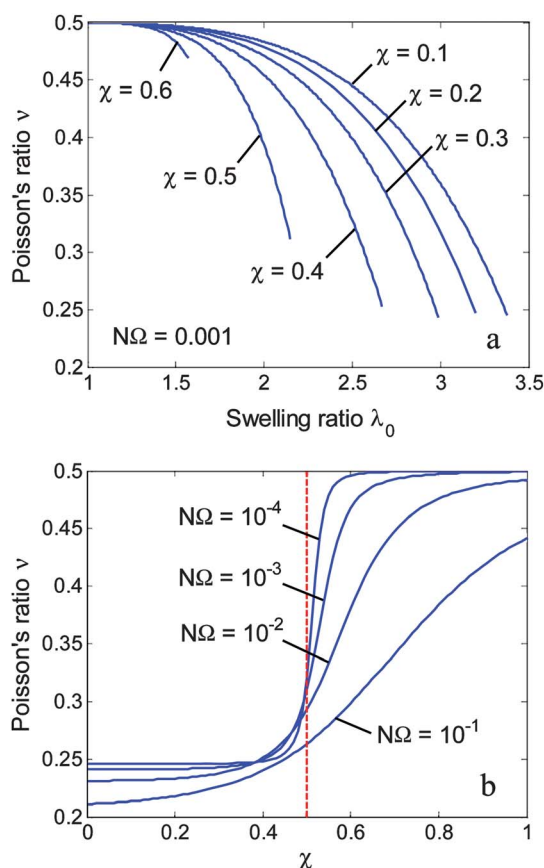 0.5
0.45
0.4
0.35
0.3
0.25
0.2
Poisson's ratio ν
χ = 0.6
χ = 0.5
χ = 0.4
χ = 0.1
χ = 0.2
χ = 0.3
NΩ = 0.001
a
1
1.5
2
2.5
3
3.5
Swelling ratio λ₀
0.5
0.45
0.4
0.35
0.3
0.25
0.2
Poisson's ratio ν
NΩ = 10⁻⁴
NΩ = 10⁻³
NΩ = 10⁻²
NΩ = 10⁻¹
b
0
0.2
0.4
0.6
0.8
1
χ